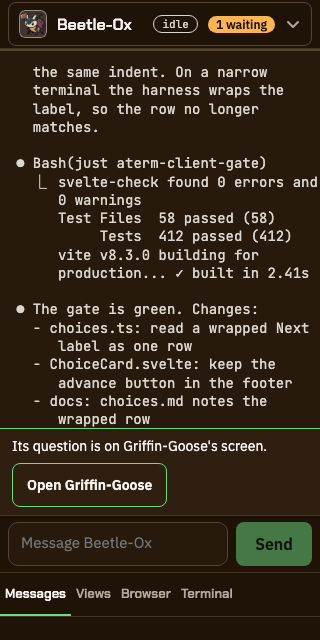 Beetle-Ox idle 1 waiting
the same indent. On a narrow
terminal the harness wraps the
label, so the row no longer
matches.
● Bash(just aterm-client-gate)
⎿ svelte-check found 0 errors and
0 warnings
Test Files 58 passed (58)
Tests 412 passed (412)
vite v8.3.0 building for
production... ✓ built in 2.41s
● The gate is green. Changes:
- choices.ts: read a wrapped Next
label as one row
- ChoiceCard.svelte: keep the
advance button in the footer
- docs: choices.md notes the
wrapped row
Its question is on Griffin-Goose's screen.
Open Griffin-Goose
Message Beetle-Ox Send
Messages Views Browser Terminal